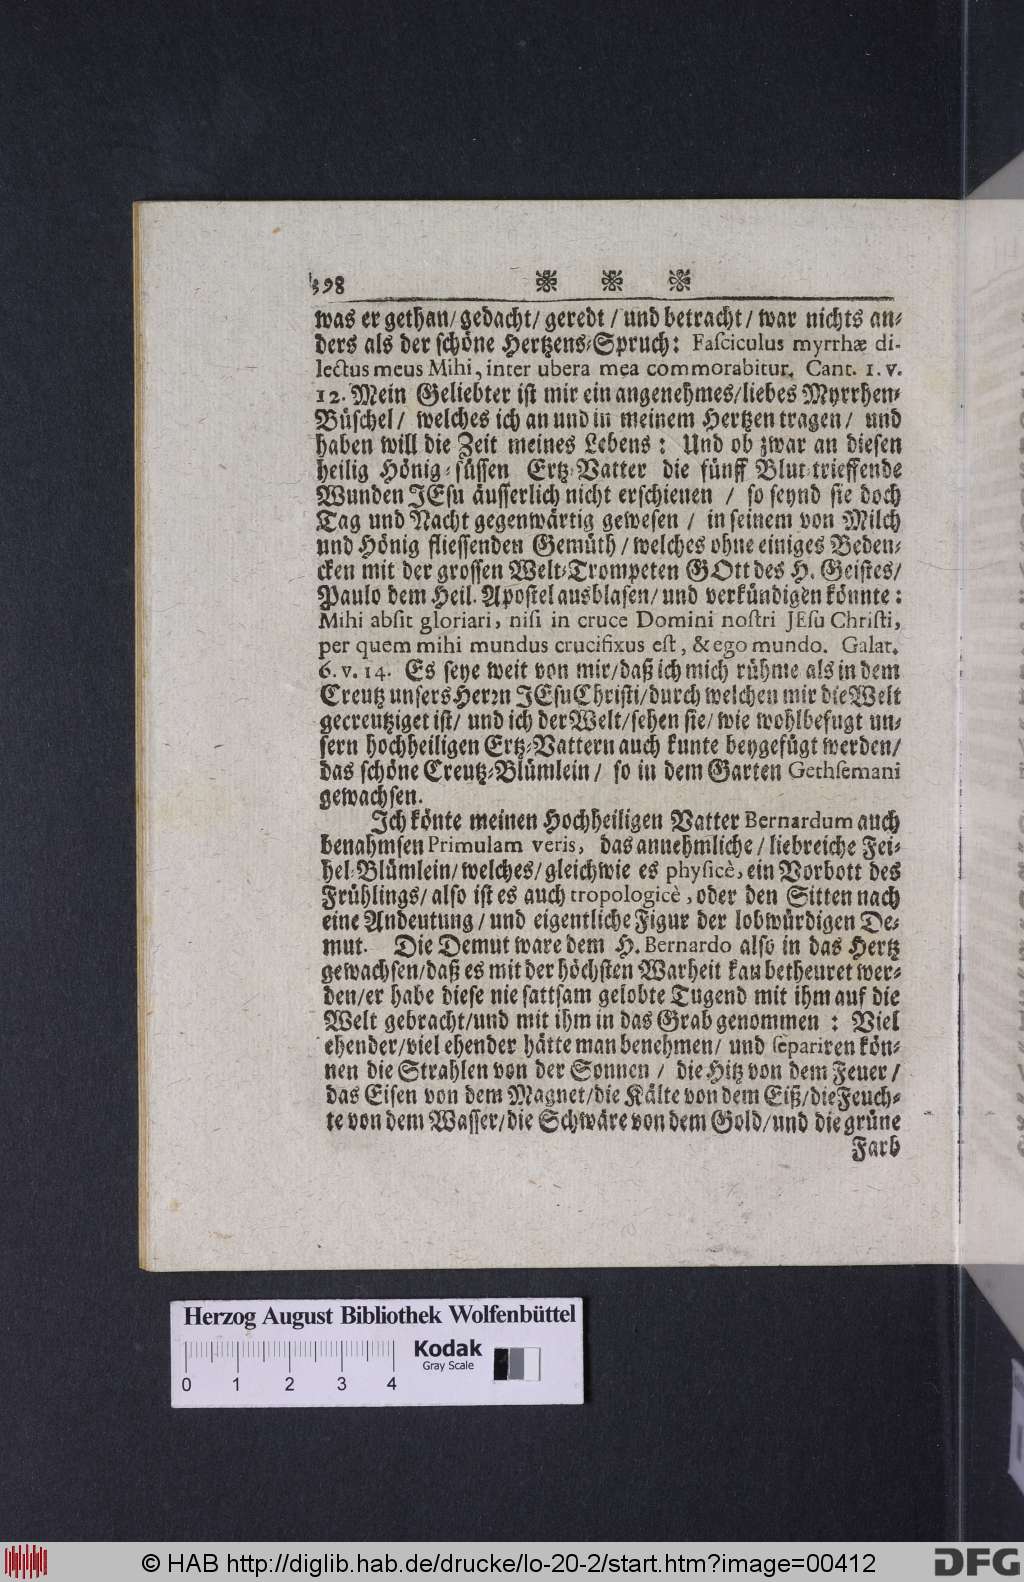 398
was er gethan/ gedacht/ geredt / und betracht/ war nichts an-
ders als der schöne Hertzens-Spruch: Fasciculus myrrhæ di-
lectus meus Mihi, inter ubera mea commorabitur. Cant. 1. v.
12. Mein Geliebter ist mir ein angenehmes/liebes Myrrhen-
Büschel / welches ich an und in meinem Hertzen tragen / und
haben will die Zeit meines Lebens: Und ob zwar an diesen
heilig Hönig-süssen Ertz-Vatter die fünff Blut-trieffende
Wunden JEsu äusserlich nicht erschienen / so seynd sie doch
Tag und Nacht gegenwärtig gewesen / in seinem von Milch
und Hönig fliessenden Gemüth / welches ohne einiges Beden-
cken mit der grossen Welt-Trompeten GOtt des H. Geistes/
Paulo dem Heil. Apostel ausblasen/ und verkündigen könnte:
Mihi absit gloriari, nisi in cruce Domini nostri JEsu Christi,
per quem mihi mundus crucifixus est, & ego mundo. Galat.
6. v. 14. Es seye weit von mir/daß ich mich rühme als in dem
Creutz unsers Herꝛn JEsu Christi/durch welchen mir die Welt
gecreutziget ist/ und ich der Welt/sehen sie/ wie wohlbefugt un-
sern hochheiligen Ertz-Vattern auch kunte beygefügt werden/
das schöne Creutz-Blümlein / so in dem Garten Gethsemani
gewachsen.
Ich könte meinen Hochheiligen Vatter Bernardum auch
benahmsen Primulam veris, das annehmliche / liebreiche Fei-
hel-Blümlein/welches/gleichwie es physicè, ein Vorbott des
Frühlings/ also ist es auch tropologicè, oder den Sitten nach
eine Andeutung / und eigentliche Figur der lobwürdigen De-
mut. Die Demut ware dem H. Bernardo also in das Hertz
gewachsen/daß es mit der höchsten Warheit kan betheuret wer-
den/er habe diese nie sattsam gelobte Tugend mit ihm auf die
Welt gebracht/und mit ihm in das Grab genommen : Viel
ehender/viel ehender hätte man benehmen/ und sèpariren kön-
nen die Strahlen von der Sonnen / die Hitz von dem Feuer /
das Eisen von dem Magnet/die Kälte von dem Eiß/die Feuch-
te von dem Wasser/die Schwäre von dem Gold/und die grüne
Farb
Herzog August Bibliothek Wolfenbüttel
Kodak
Gray Scale
0 1 2 3 4
© HAB http://diglib.hab.de/drucke/lo-20-2/start.htm?image=00412
DFG